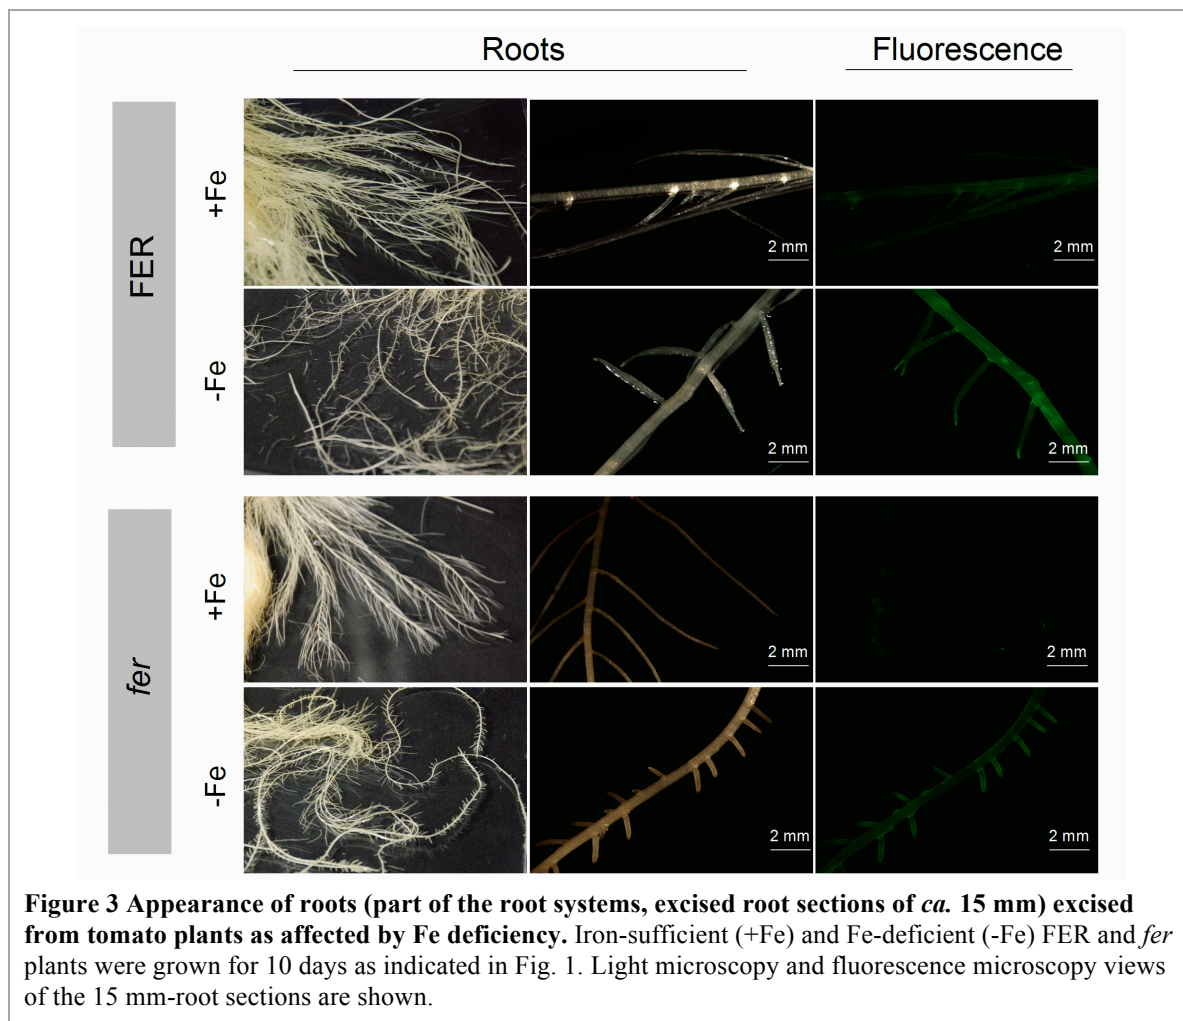 Roots
Fluorescence
FER
+Fe
2 mm
2 mm
-Fe
2 mm
2 mm
fer
+Fe
2 mm
2 mm
-Fe
2 mm
2 mm
Figure 3 Appearance of roots (part of the root systems, excised root sections of ca. 15 mm) excised
from tomato plants as affected by Fe deficiency. Iron-sufficient (+Fe) and Fe-deficient (-Fe) FER and fer
plants were grown for 10 days as indicated in Fig. 1. Light microscopy and fluorescence microscopy views
of the 15 mm-root sections are shown.